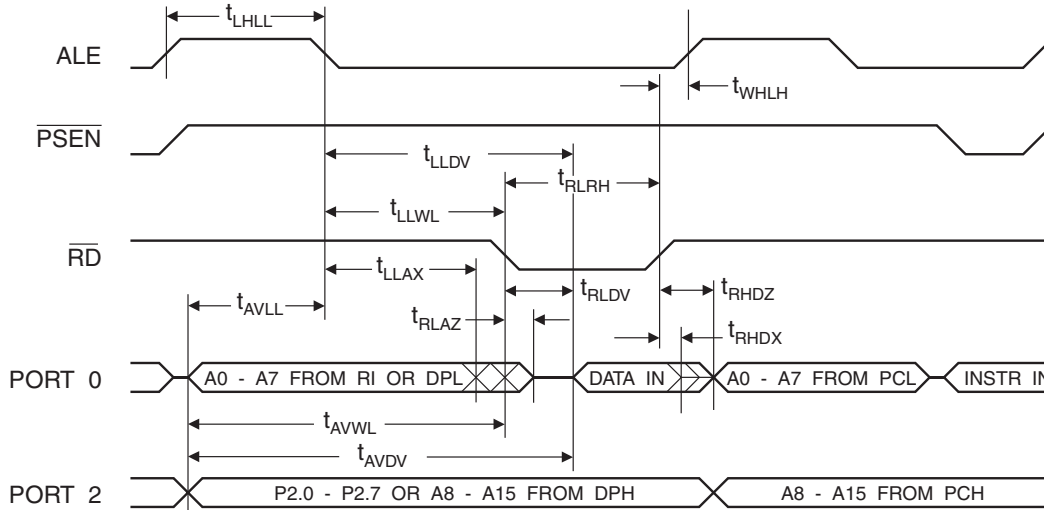 tLHLL
ALE
tWHLH
PSEN
tLLDV
tRLRH
tLLWL
RD
tLLAX
tRLDV
tRHDZ
tAVLL
tRLAZ
tRHDX
PORT 0
A0 - A7 FROM RI OR DPL
DATA IN
A0 - A7 FROM PCL
INSTR IN
tAVWL
tAVDV
PORT 2
P2.0 - P2.7 OR A8 - A15 FROM DPH
A8 - A15 FROM PCH